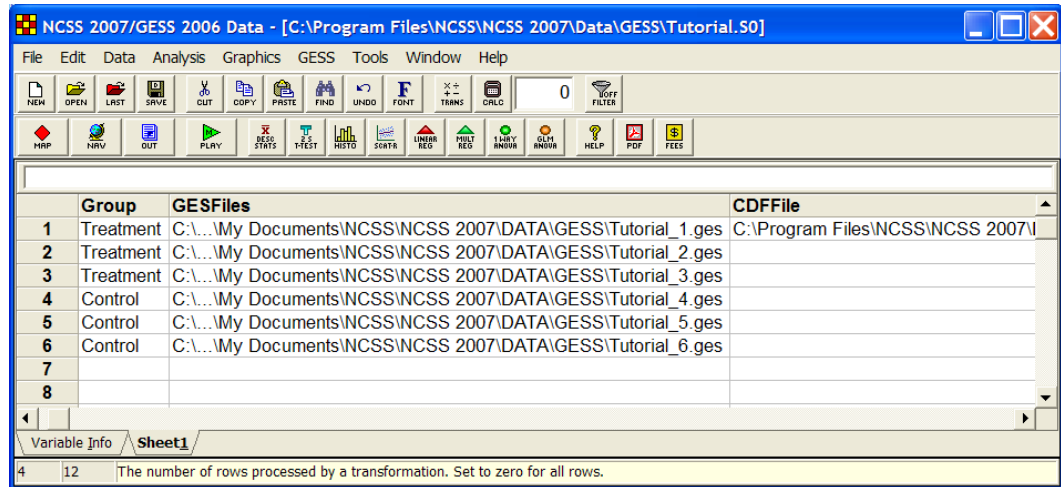 NCSS 2007/GESS 2006 Data - [C:\Program Files\NCSS\NCSS 2007\Data\GESS\Tutorial.S0]
File Edit Data Analysis Graphics GESS Tools Window Help
NEW OPEN LAST SAVE CUT COPY PASTE FIND UNDO FONT TRANS CALC 0 OFF FILTER
MAP NAV OUT PLAY DESC STATS 2 S T-TEST HISTO SCAT-R LINEAR REG MULT REG 1WAY ANOVA GLM ANOVA HELP PDF FEES
Group GESFiles CDFFile
1 Treatment C:\...\My Documents\NCSS\NCSS 2007\DATA\GESS\Tutorial_1.ges C:\Program Files\NCSS\NCSS 2007\
2 Treatment C:\...\My Documents\NCSS\NCSS 2007\DATA\GESS\Tutorial_2.ges
3 Treatment C:\...\My Documents\NCSS\NCSS 2007\DATA\GESS\Tutorial_3.ges
4 Control C:\...\My Documents\NCSS\NCSS 2007\DATA\GESS\Tutorial_4.ges
5 Control C:\...\My Documents\NCSS\NCSS 2007\DATA\GESS\Tutorial_5.ges
6 Control C:\...\My Documents\NCSS\NCSS 2007\DATA\GESS\Tutorial_6.ges
7
8
Variable Info Sheet1
4 12 The number of rows processed by a transformation. Set to zero for all rows.